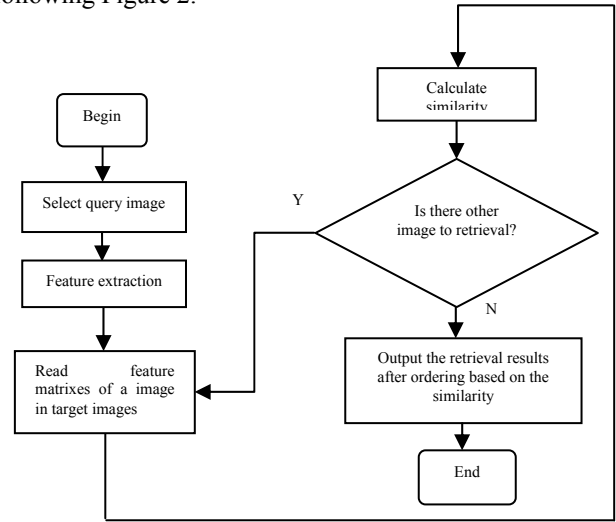 ollowing Figure 2.
Begin
Select query image
Feature extraction
Read feature
matrixes of a image
in target images
Calculate
similarity
Is there other
image to retrieval?
Y
N
Output the retrieval results
after ordering based on the
similarity
End